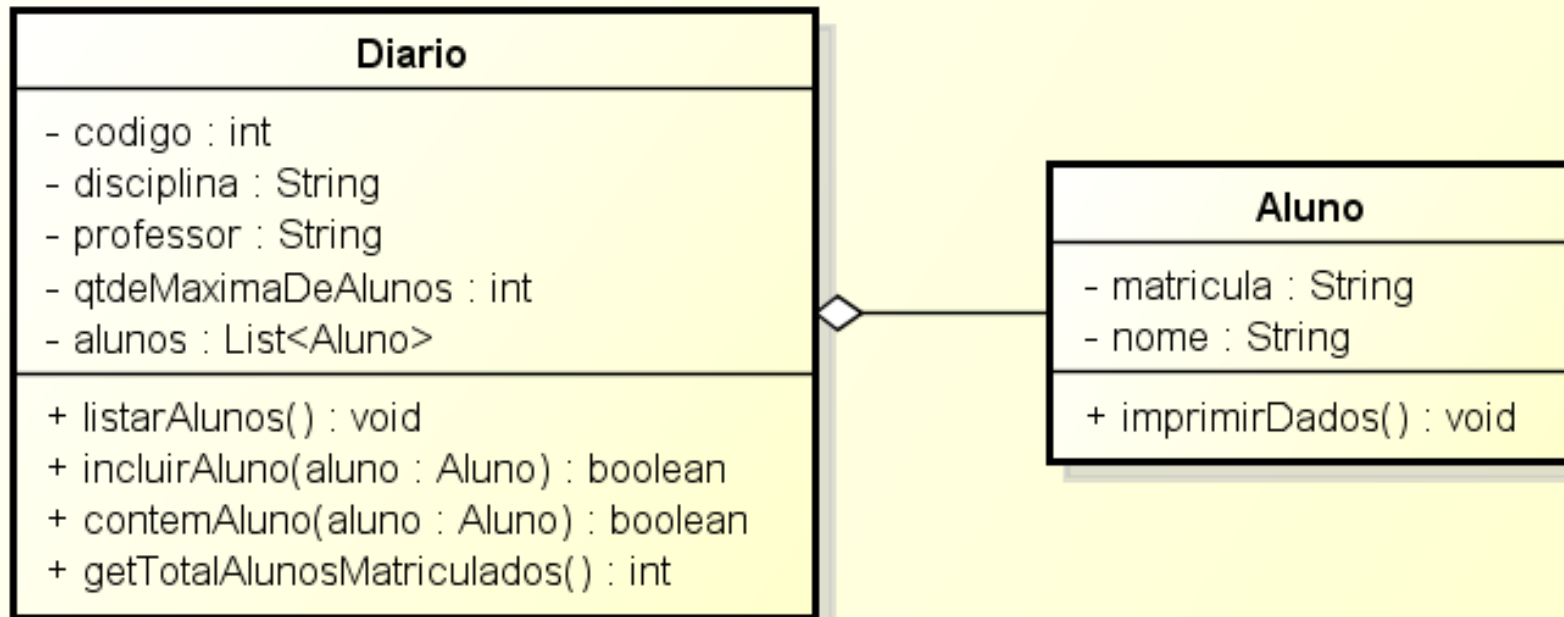 Diario
- codigo : int
- disciplina : String
- professor : String
- qtdeMaximaDeAlunos : int
- alunos : List<Aluno>
+ listarAlunos() : void
+ incluirAluno(aluno : Aluno) : boolean
+ contemAluno(aluno : Aluno) : boolean
+ getTotalAlunosMatriculados() : int
Aluno
- matricula : String
- nome : String
+ imprimirDados() : void